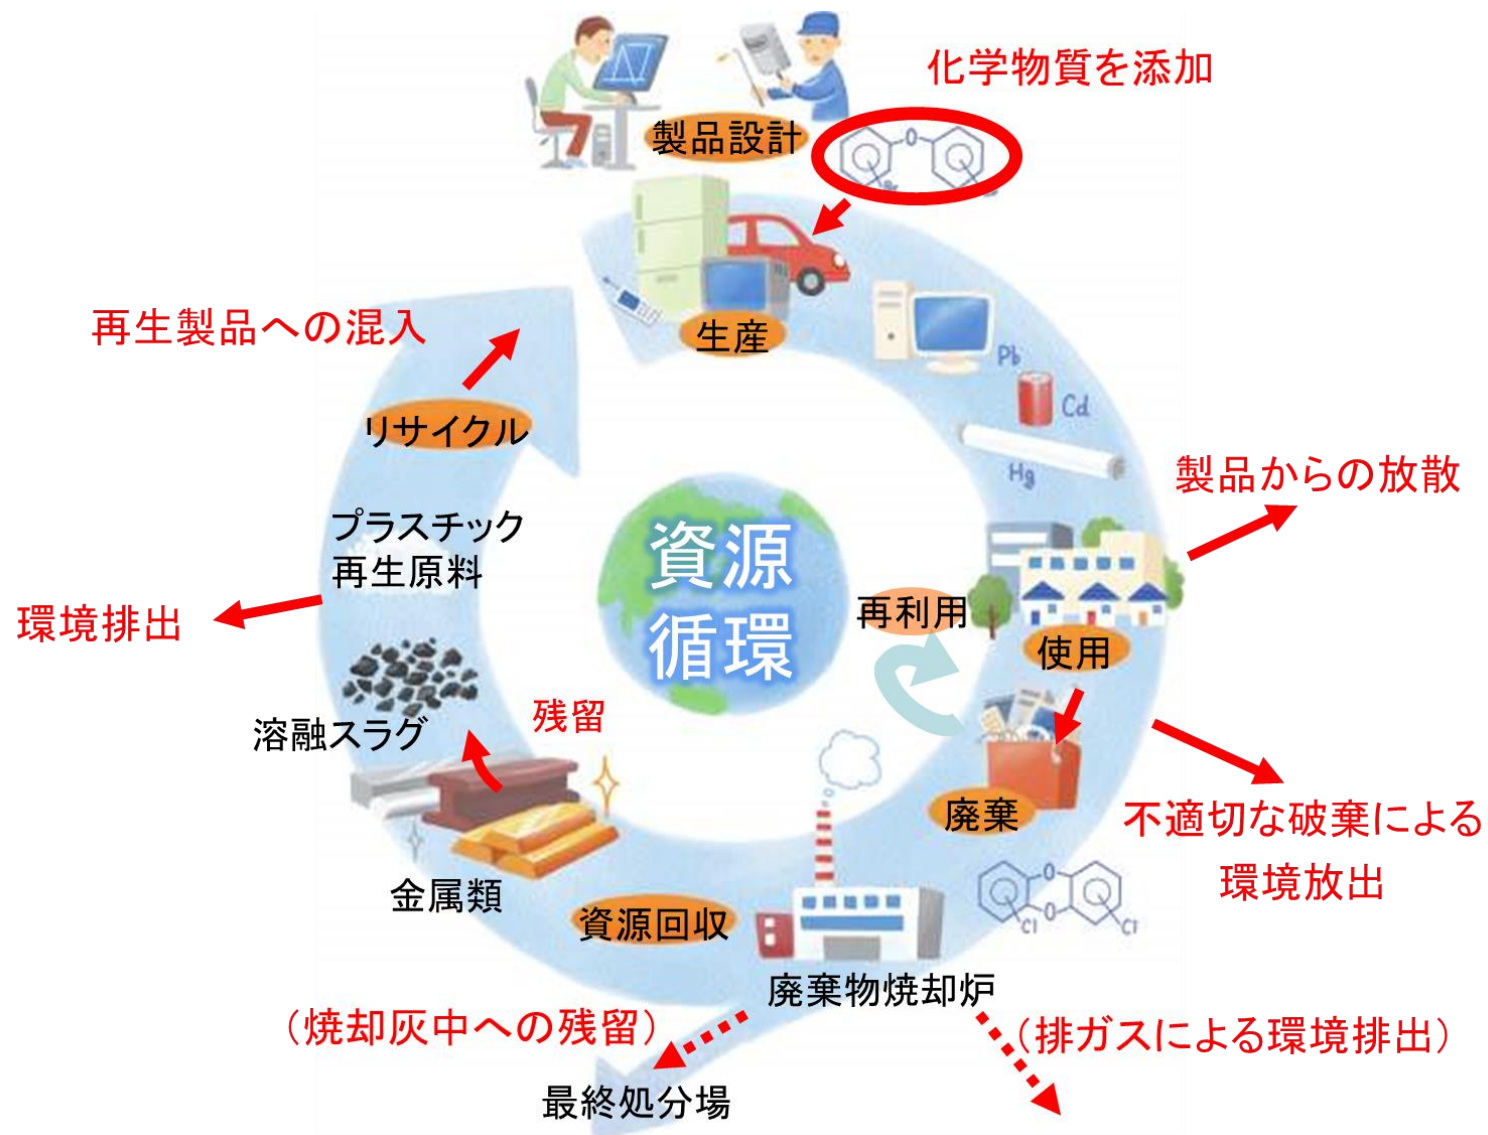 化学物質を添加
製品設計
O
Br
生産
再生製品への混入
Pb
Cd
Hg
リサイクル
製品からの放散
プラスチック
再生原料
資源
循環
再利用
環境排出
使用
残留
溶融スラグ
廃棄
不適切な破棄による
環境放出
金属類
資源回収
O
O
Cl
Cl
廃棄物焼却炉
(焼却灰中への残留)
(排ガスによる環境排出)
最終処分場